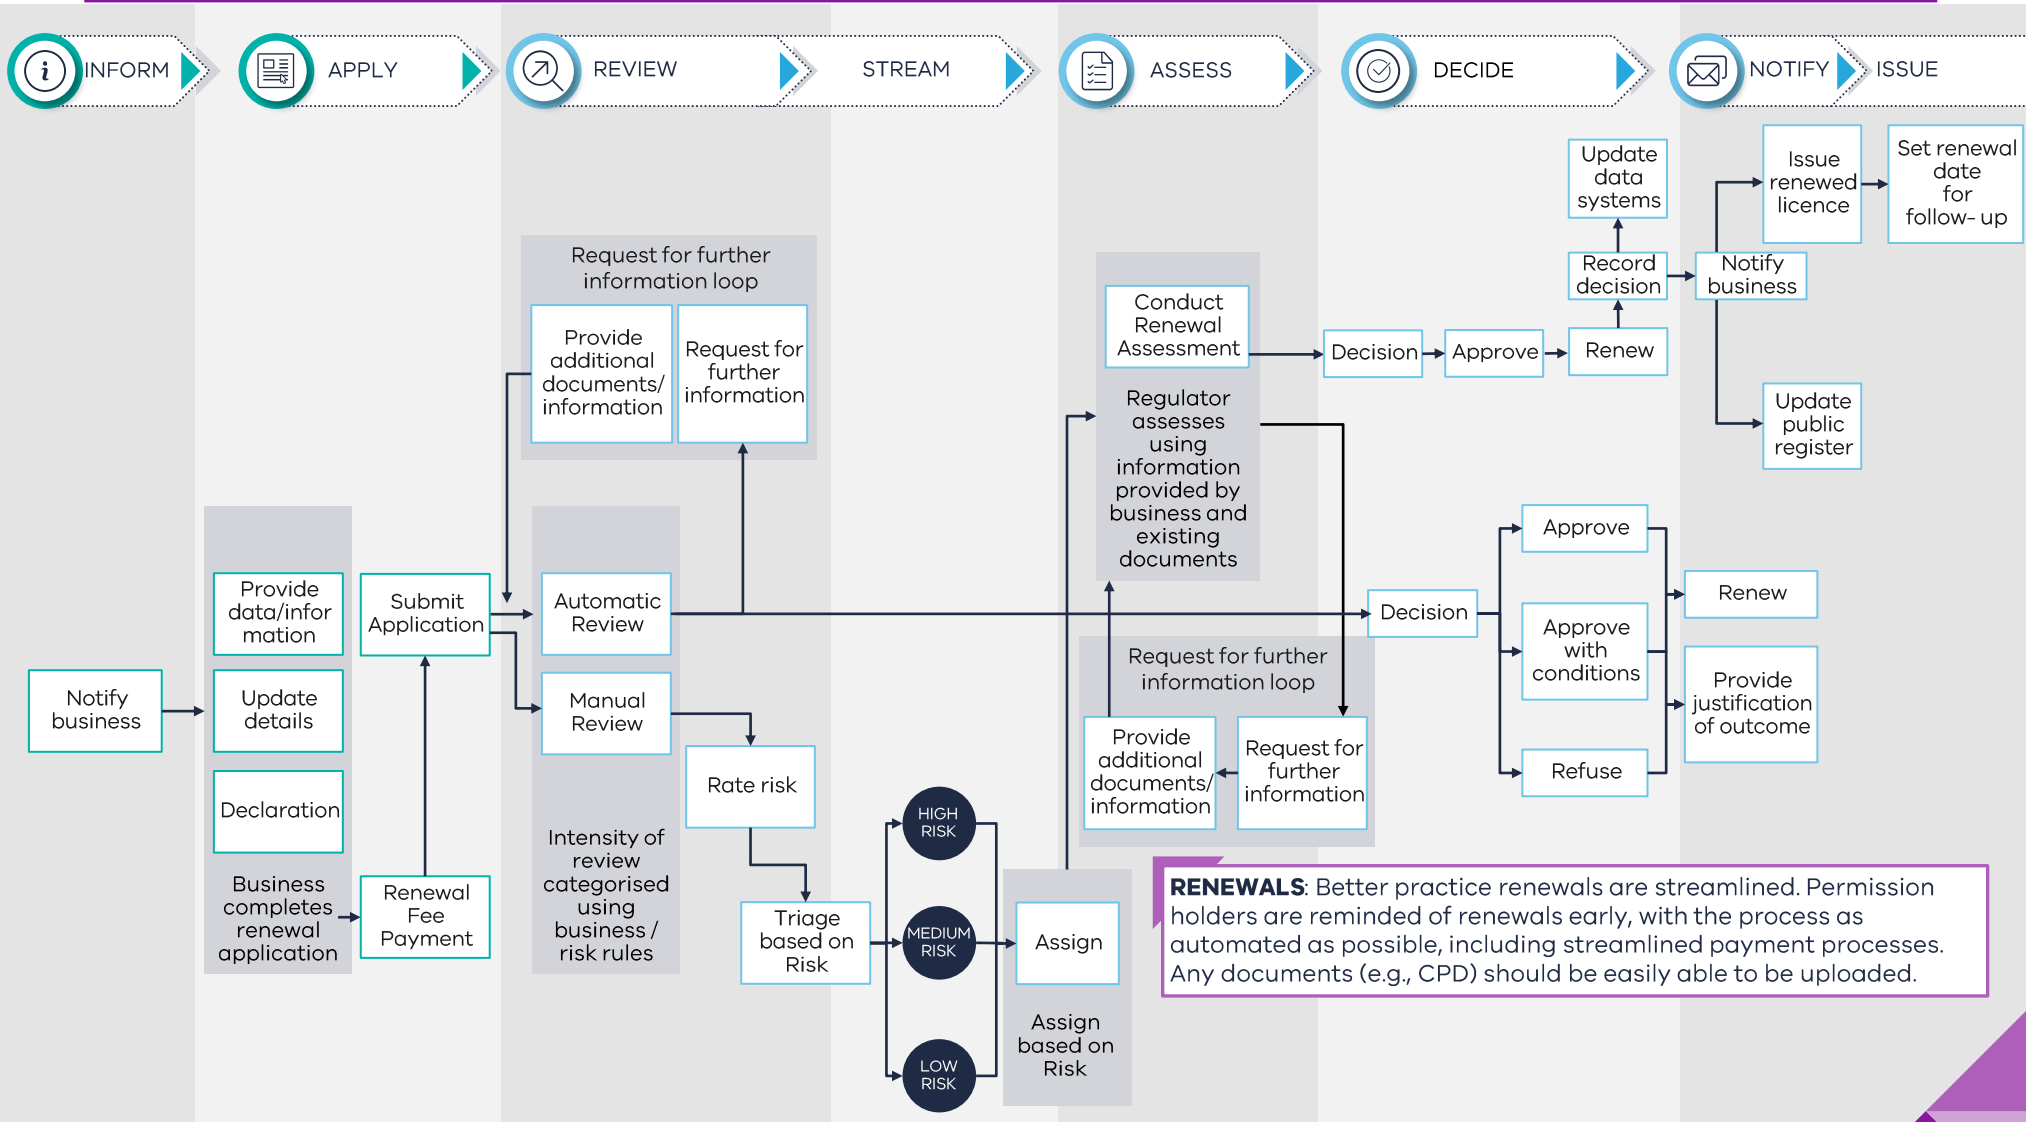 INFORM
APPLY
REVIEW
STREAM
ASSESS
DECIDE
NOTIFY
ISSUE
Notify
business
Provide
data/infor
mation
Update
details
Declaration
Business
completes
renewal
application
Submit
Application
Renewal
Fee
Payment
Request for further
information loop
Provide
additional
documents/
information
Request for
further
information
Automatic
Review
Manual
Review
Intensity of
review
categorised
using
business /
risk rules
Rate risk
Triage
based on
Risk
HIGH
RISK
MEDIUM
RISK
LOW
RISK
Assign
Assign
based on
Risk
Conduct
Renewal
Assessment
Regulator
assesses
using
information
provided by
business and
existing
documents
Request for further
information loop
Provide
additional
documents/
information
Request for
further
information
Decision
Approve
Renew
Record
decision
Update
data
systems
Notify
business
Issue
renewed
licence
Set renewal
date
for
follow- up
Update
public
register
Decision
Approve
Approve
with
conditions
Refuse
Renew
Provide
justification
of outcome
RENEWALS: Better practice renewals are streamlined. Permission
holders are reminded of renewals early, with the process as
automated as possible, including streamlined payment processes.
Any documents (e.g., CPD) should be easily able to be uploaded.